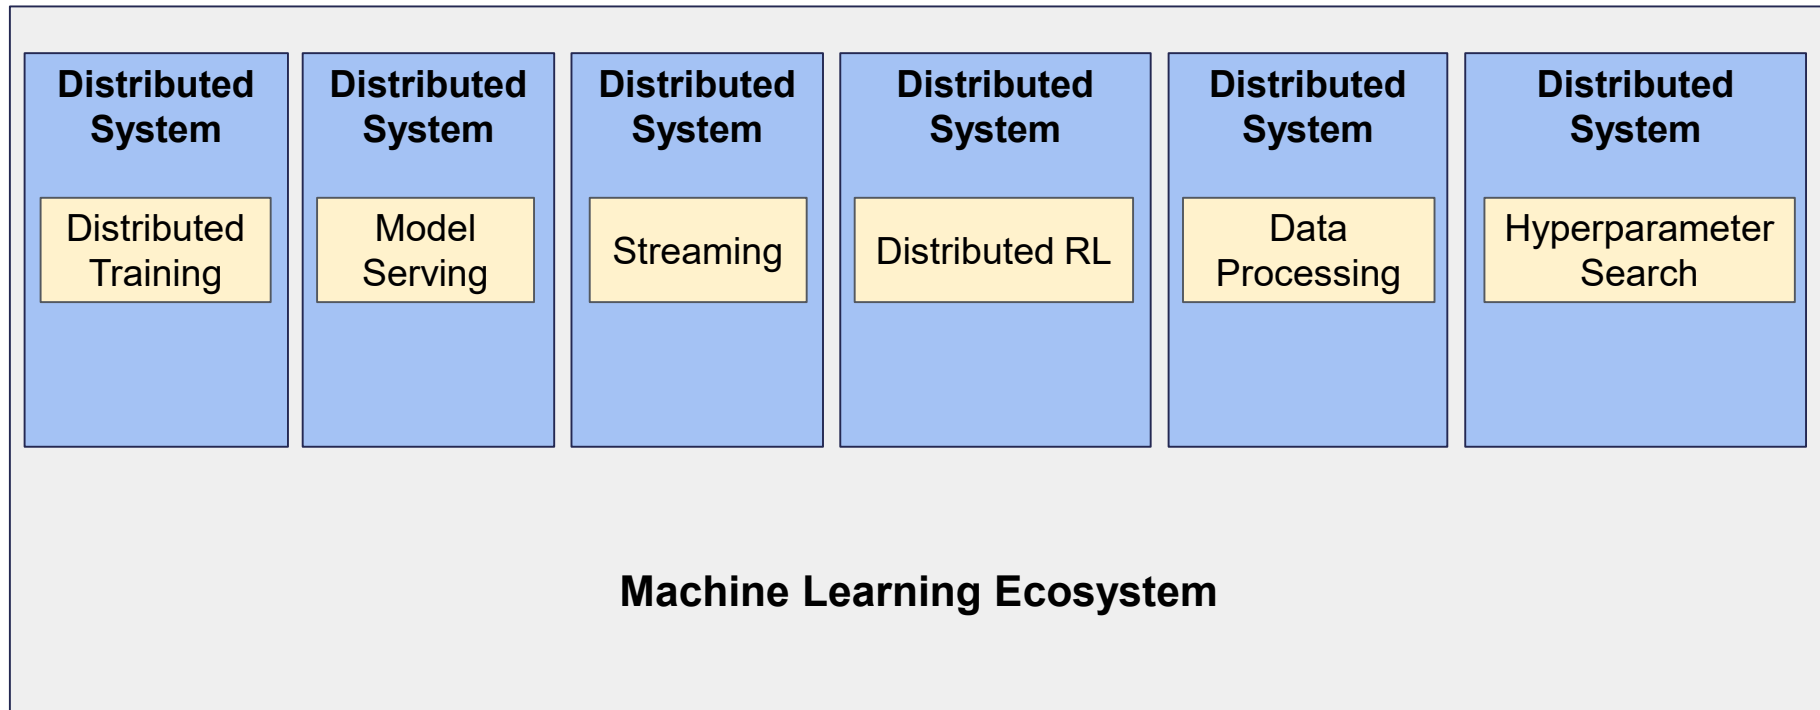 Distributed
System
Distributed
Training
Distributed
System
Model
Serving
Distributed
System
Streaming
Distributed
System
Distributed RL
Distributed
System
Data
Processing
Distributed
System
Hyperparameter
Search
Machine Learning Ecosystem